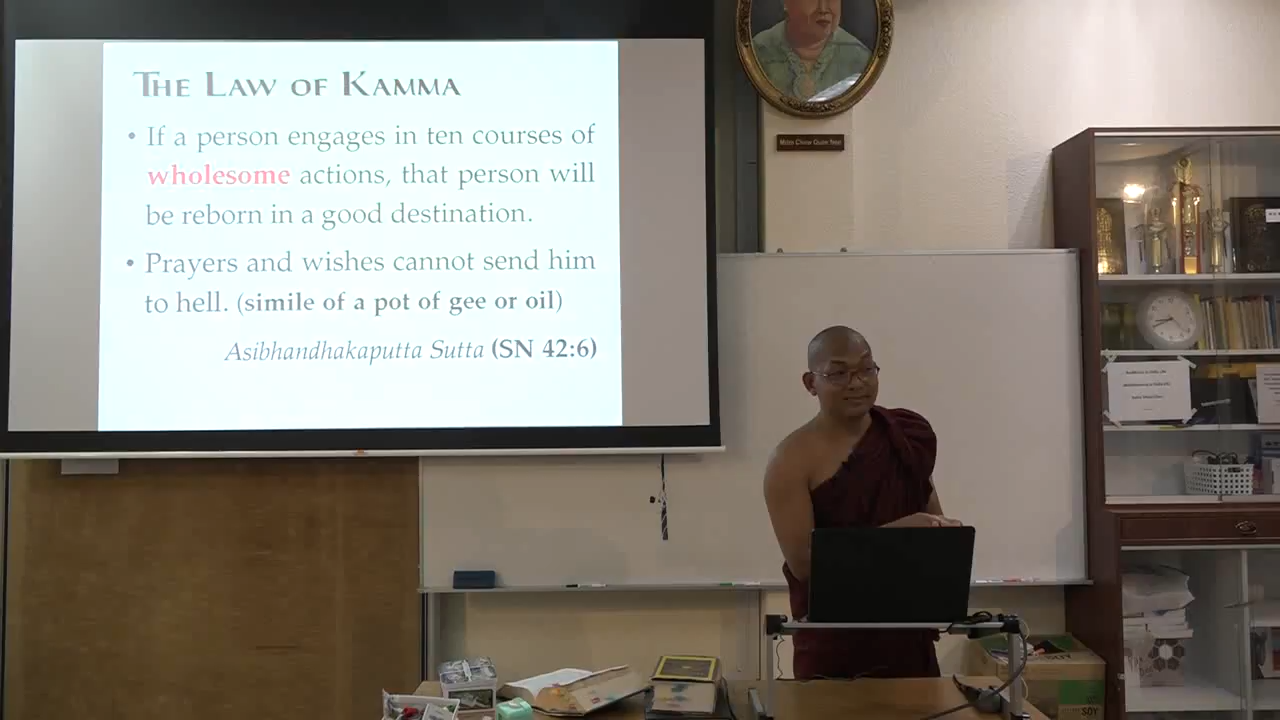 The Law of Kamma
• If a person engages in ten courses of
wholesome actions, that person will
be reborn in a good destination.
• Prayers and wishes cannot send him
to hell. (simile of a pot of gee or oil)
Asibhandhakaputta Sutta (SN 42:6)
SOY